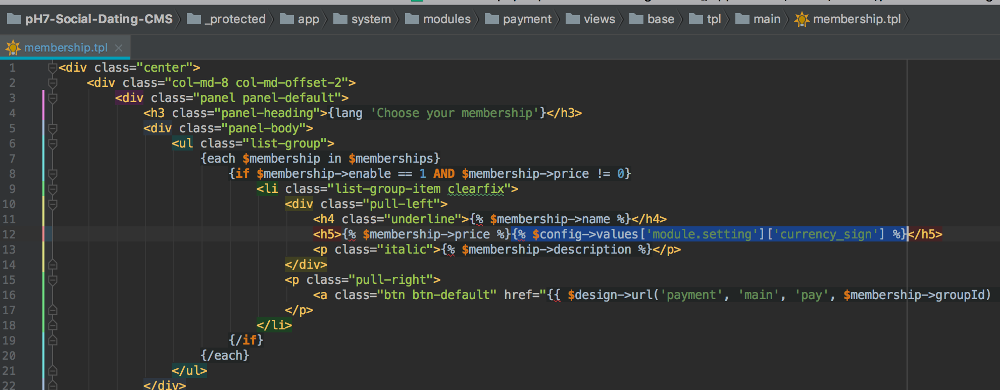 pH7-Social-Dating-CMS _protected app system modules payment views base tpl main membership.tpl
membership.tpl ×
1 <div class="center">
2 <div class="col-md-8 col-md-offset-2">
3 <div class="panel panel-default">
4 <h3 class="panel-heading">{lang 'Choose your membership'}</h3>
5 <div class="panel-body">
6 <ul class="list-group">
7 {each $membership in $memberships}
8 {if $membership->enable == 1 AND $membership->price != 0}
9 <li class="list-group-item clearfix">
10 <div class="pull-left">
11 <h4 class="underline">{% $membership->name %}</h4>
12 <h5>{% $membership->price %}{% $config->values['module.setting']['currency_sign'] %}</h5>
13 <p class="italic">{% $membership->description %}</p>
14 </div>
15 <p class="pull-right">
16 <a class="btn btn-default" href="{{ $design->url('payment', 'main', 'pay', $membership->groupId)
17 </p>
18 </li>
19 {/if}
20 {/each}
21 </ul>
22 </div>